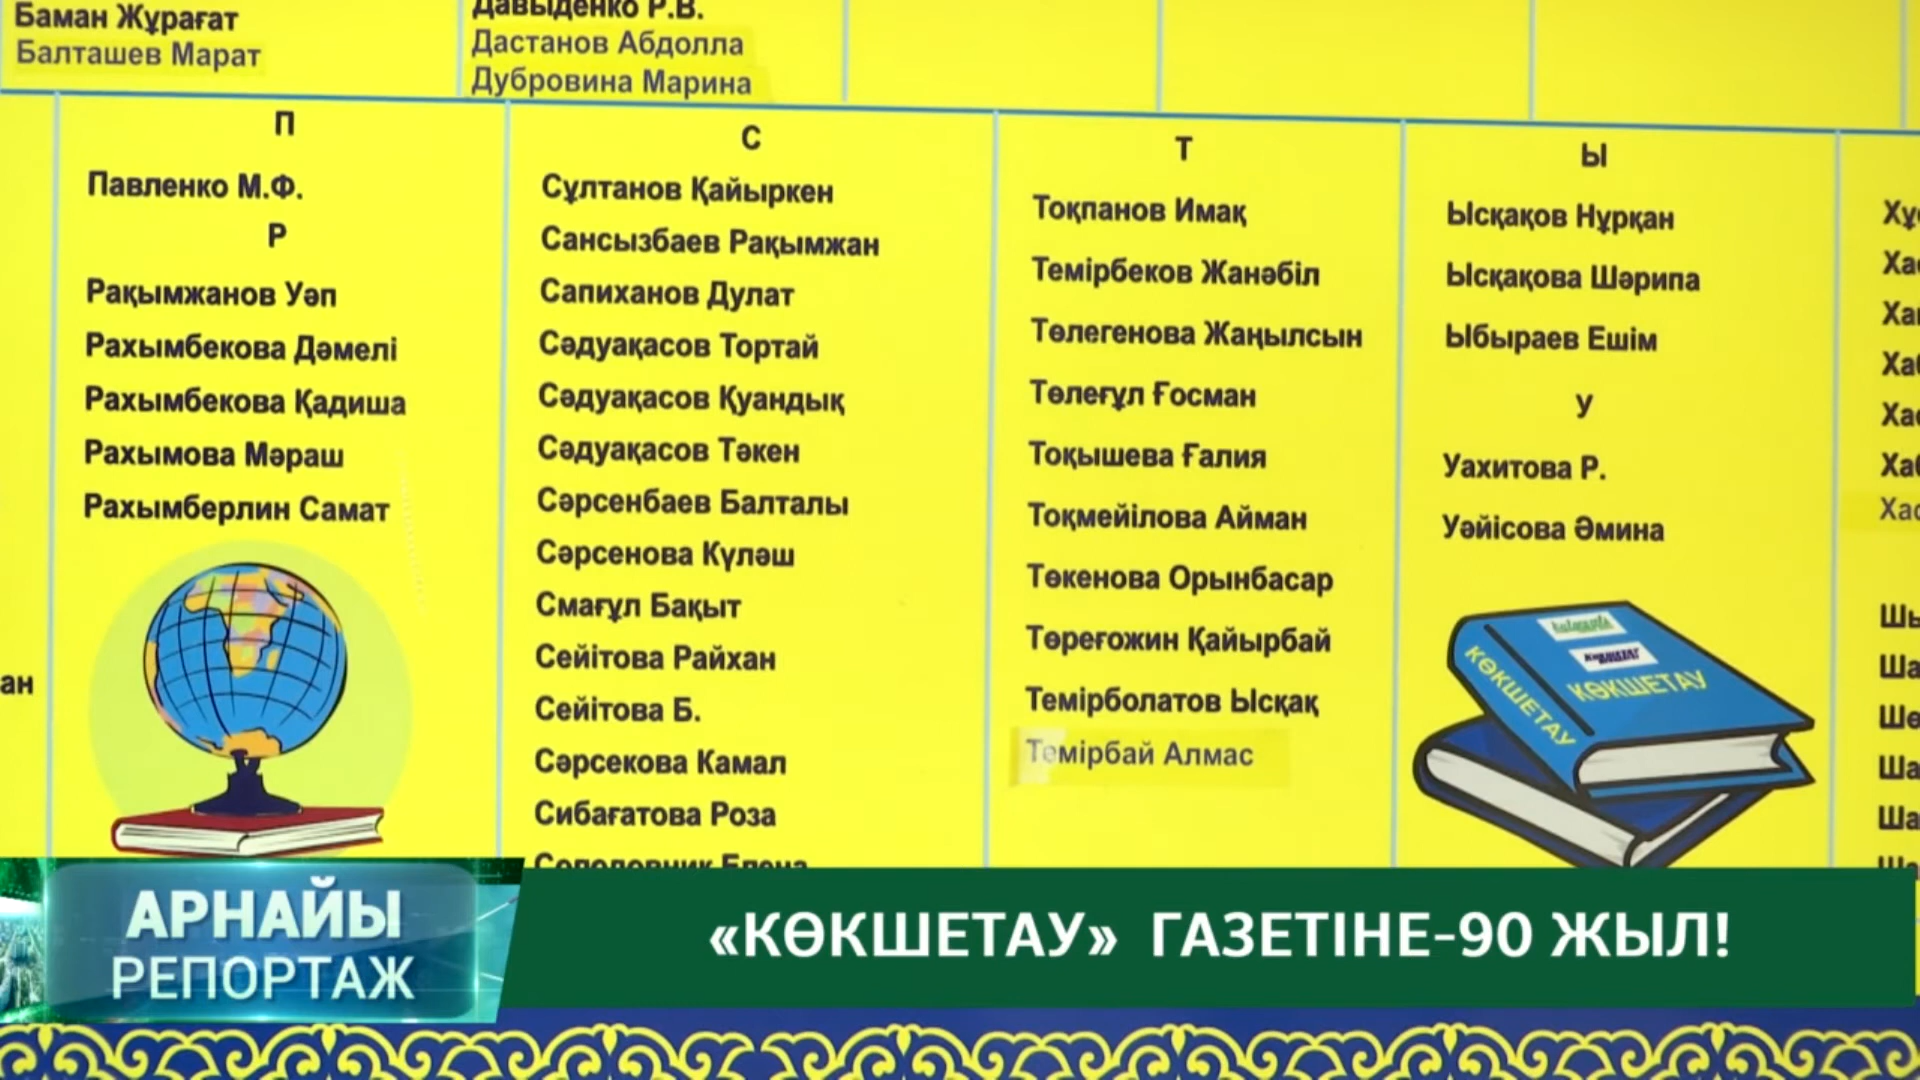 Баман Жұрағат
Балташев Марат
Давыденко Р.В.
Дастанов Абдолла
Дубровина Марина
П
Павленко М.Ф.
Р
Рақымжанов Уәп
Рахымбекова Дәмелі
Рахымбекова Қадиша
Рахымова Мәраш
Рахымберлин Самат
С
Сұлтанов Қайыркен
Сансызбаев Рақымжан
Сапиханов Дулат
Сәдуақасов Тортай
Сәдуақасов Қуандық
Сәдуақасов Тәкен
Сәрсенбаев Балталы
Сәрсенова Күләш
Смағұл Бақыт
Сейітова Райхан
Сейітова Б.
Сәрсекова Камал
Сибағатова Роза
Т
Тоқпанов Имақ
Темірбеков Жанәбіл
Төлегенова Жаңылсын
Төлеғұл Ғосман
Тоқышева Ғалия
Тоқмейілова Айман
Төкенова Орынбасар
Төреғожин Қайырбай
Темірболатов Ысқақ
Темірбай Алмас
Ы
Ысқақов Нұрқан
Ысқақова Шәрипа
Ыбыраев Ешім
У
Уахитова Р.
Уәйісова Әмина
КӨКШЕТАУ
КӨКШЕТАУ
АРНАЙЫ
РЕПОРТАЖ
«КӨКШЕТАУ» ГАЗЕТІНЕ-90 ЖЫЛ!